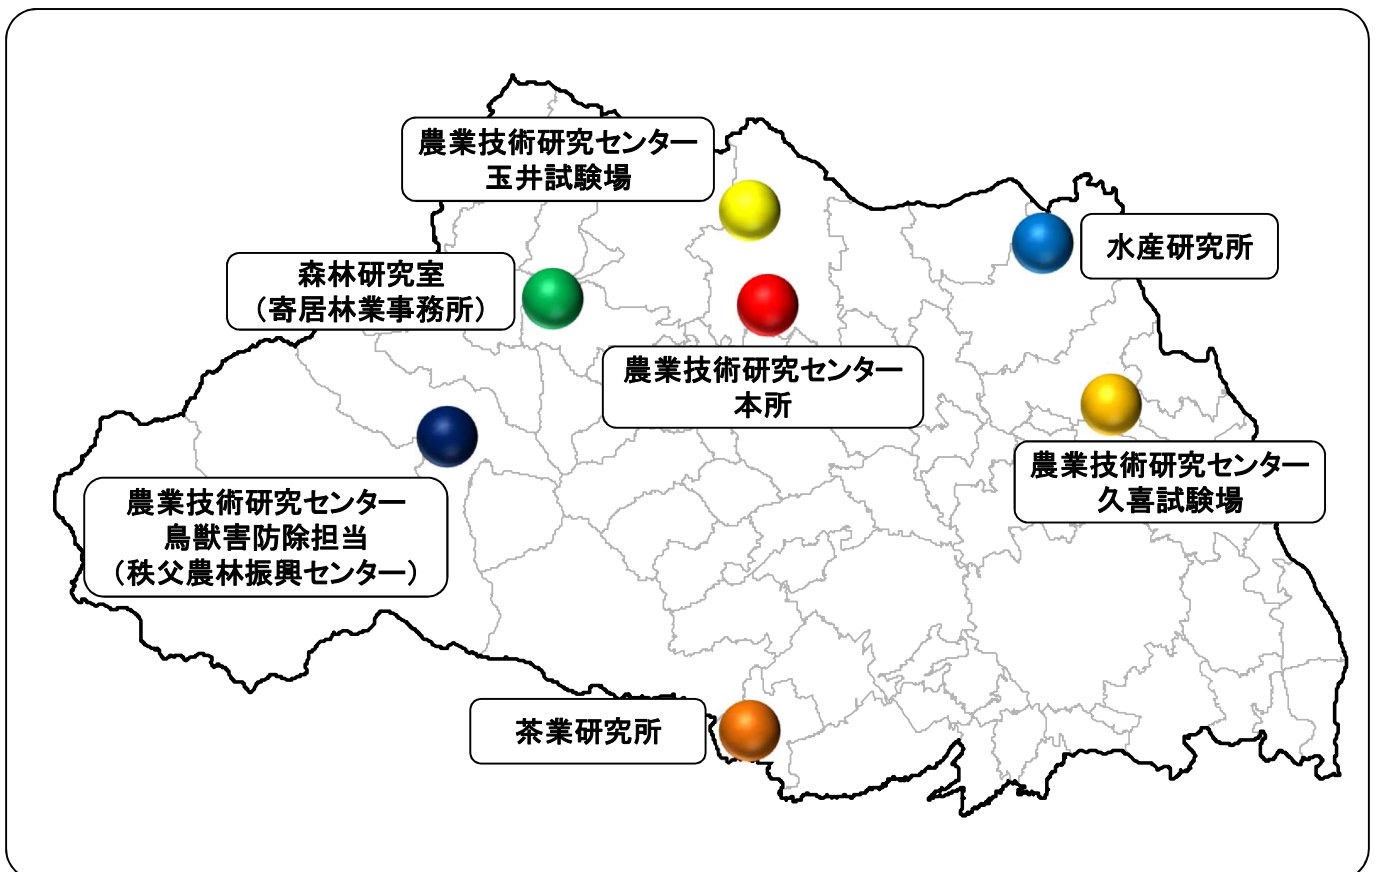 農業技術研究センター
玉井試験場
水産研究所
森林研究室
（寄居林業事務所）
農業技術研究センター
本所
農業技術研究センター
久喜試験場
農業技術研究センター
鳥獣害防除担当
（秩父農林振興センター）
茶業研究所